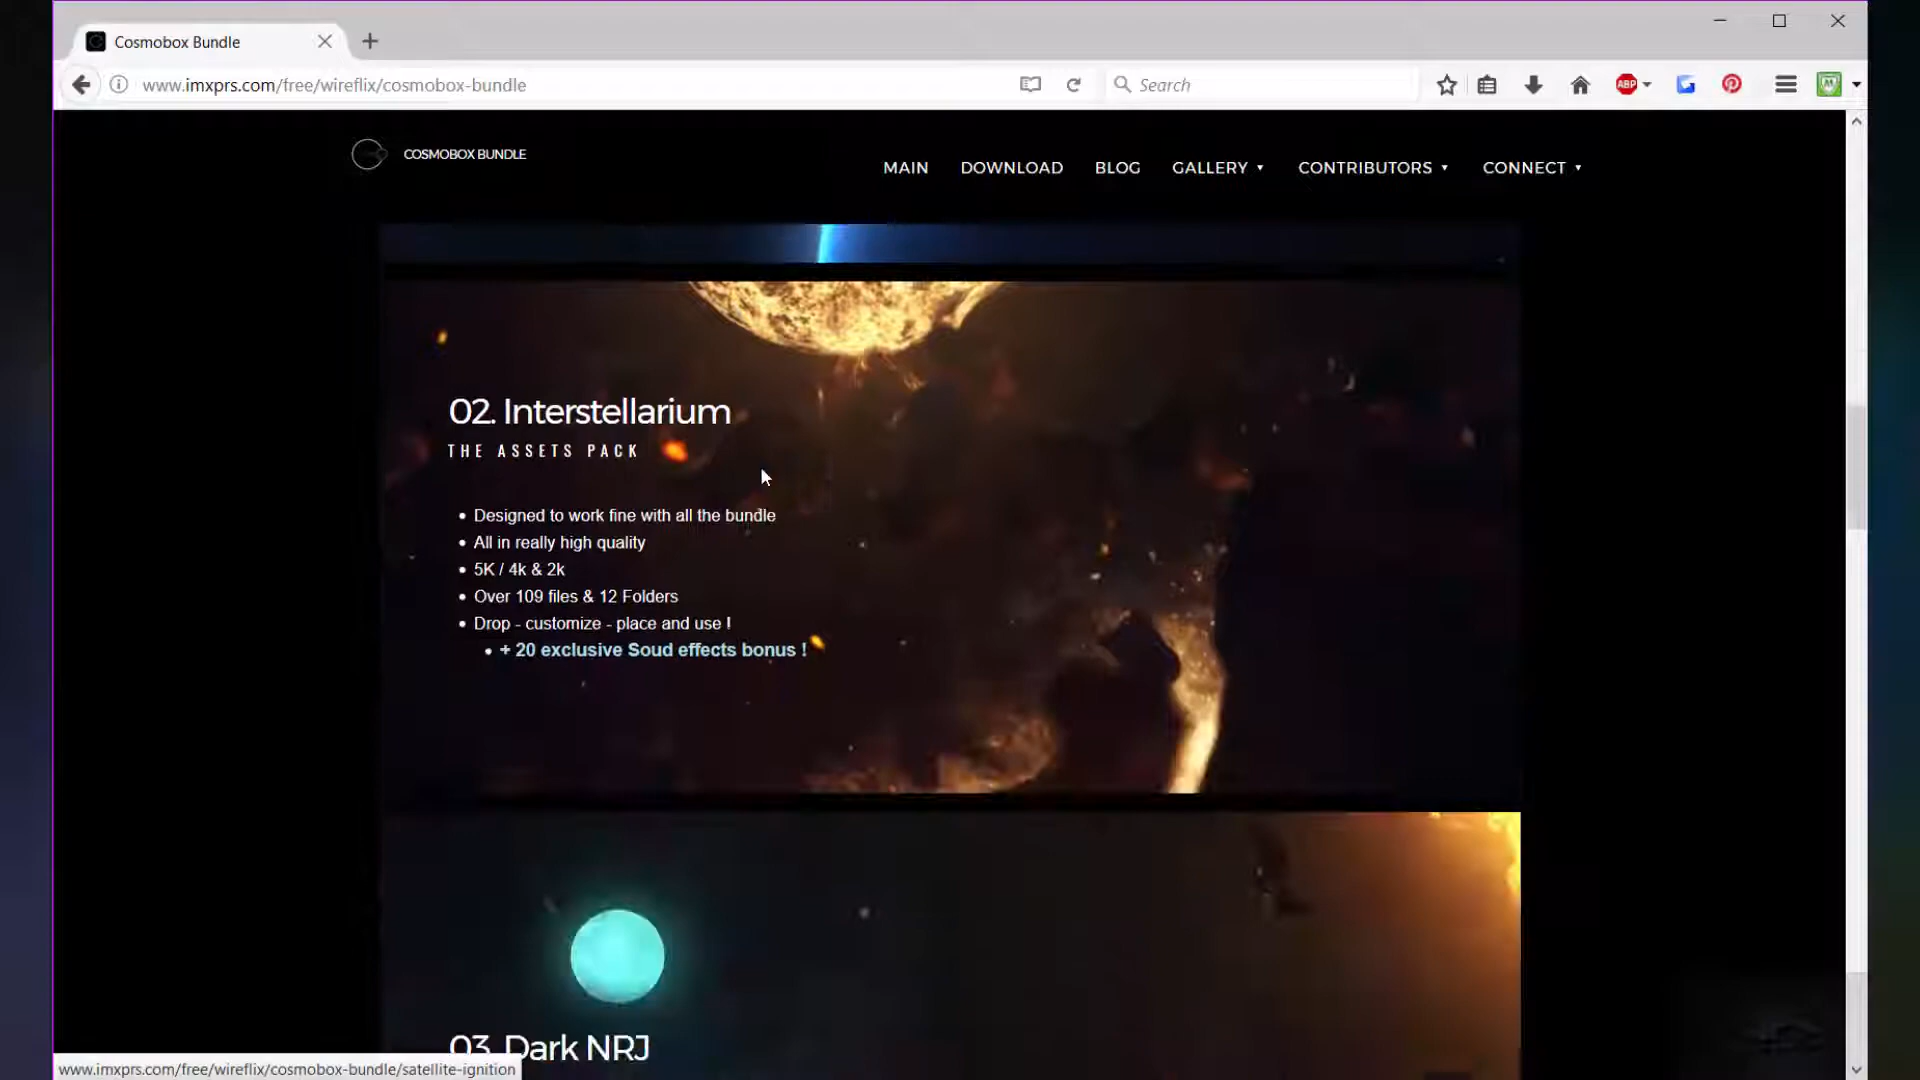 Cosmobox Bundle
www.imxprs.com/free/wireflix/cosmobox-bundle
Search
ABP
COSMOBOX BUNDLE
MAIN DOWNLOAD BLOG GALLERY CONTRIBUTORS CONNECT
02. Interstellarium
THE ASSETS PACK
Designed to work fine with all the bundle
All in really high quality
5K / 4k & 2k
Over 109 files & 12 Folders
Drop - customize - place and use !
+ 20 exclusive Soud effects bonus !
03. Dark NRJ
www.imxprs.com/free/wireflix/cosmobox-bundle/satellite-ignition